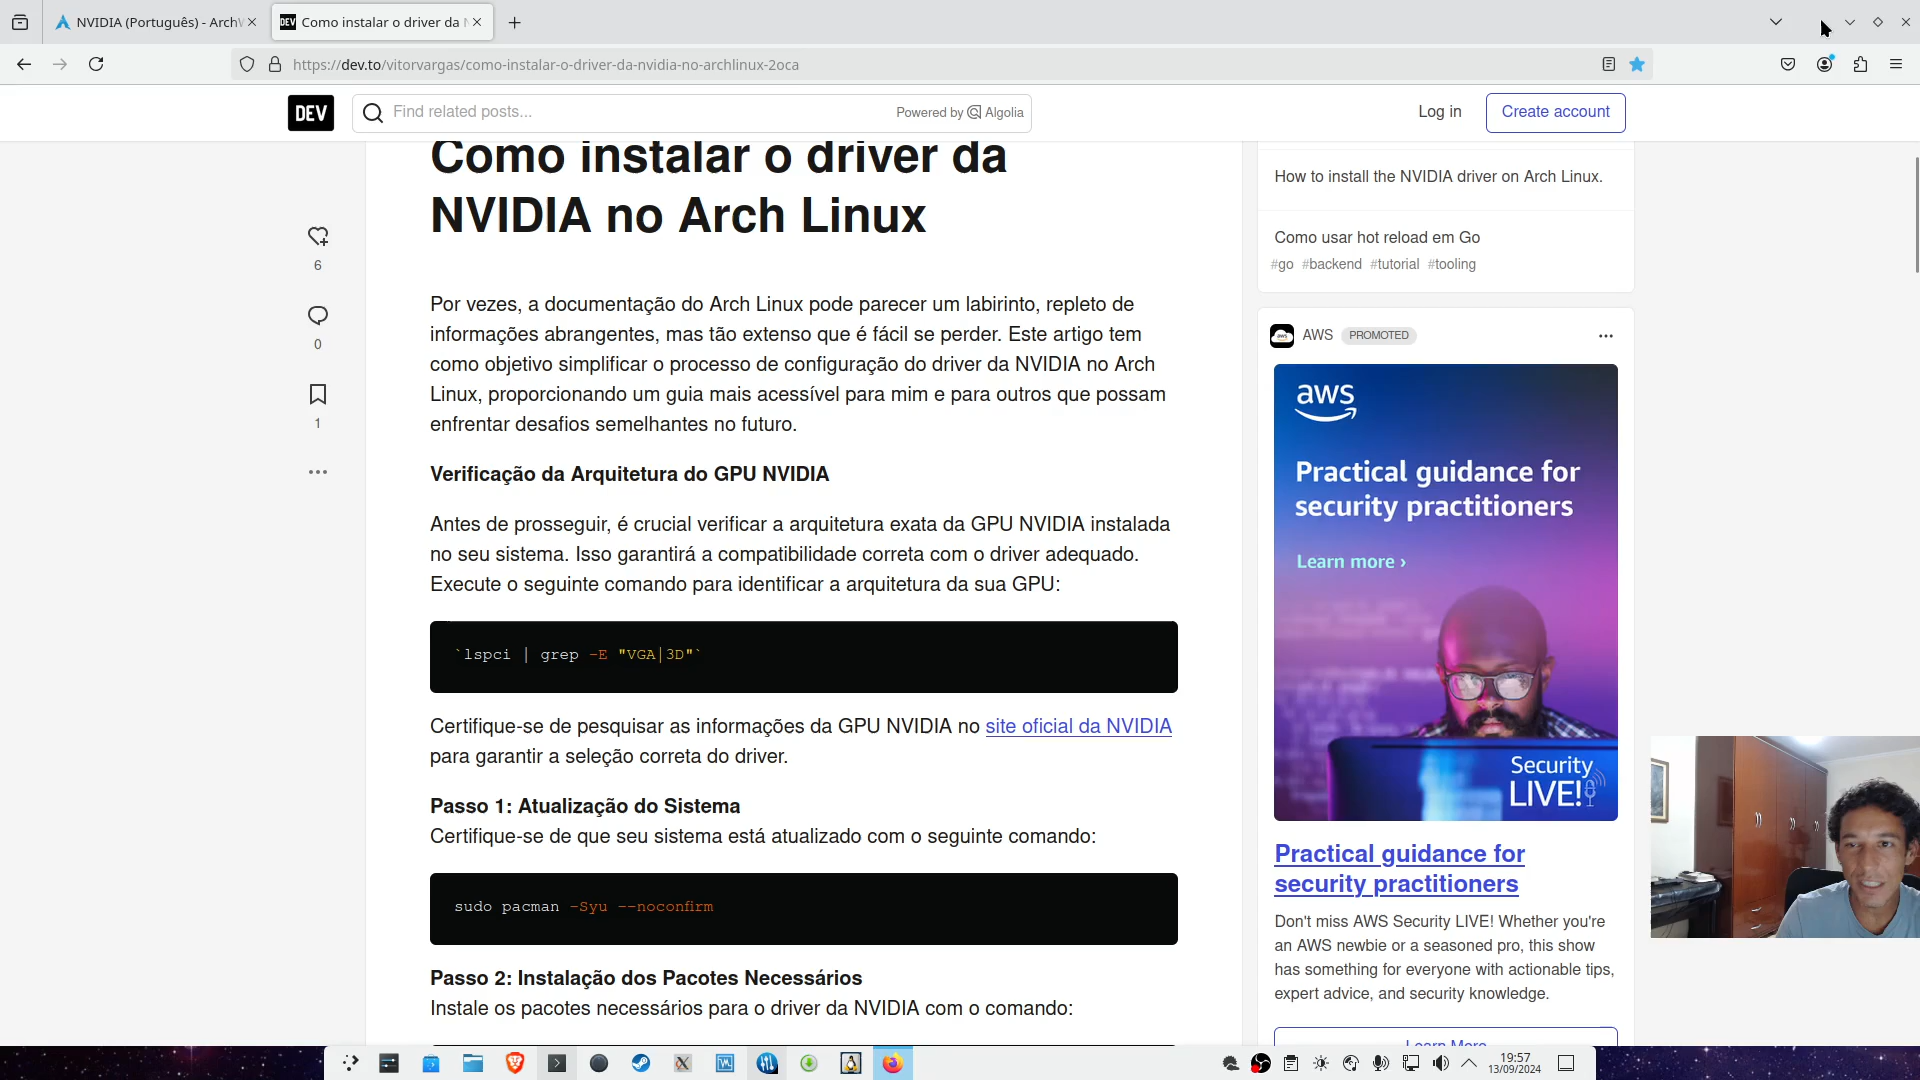 NVIDIA (Português) - ArchW
Como instalar o driver da N
https://dev.to/vitorvargas/como-instalar-o-driver-da-nvidia-no-archlinux-2oca
DEV
Find related posts...
Powered by Algolia
Log in
Create account
Como instalar o driver da
NVIDIA no Arch Linux
6
0
1
Por vezes, a documentação do Arch Linux pode parecer um labirinto, repleto de
informações abrangentes, mas tão extenso que é fácil se perder. Este artigo tem
como objetivo simplificar o processo de configuração do driver da NVIDIA no Arch
Linux, proporcionando um guia mais acessível para mim e para outros que possam
enfrentar desafios semelhantes no futuro.
Verificação da Arquitetura do GPU NVIDIA
Antes de prosseguir, é crucial verificar a arquitetura exata da GPU NVIDIA instalada
no seu sistema. Isso garantirá a compatibilidade correta com o driver adequado.
Execute o seguinte comando para identificar a arquitetura da sua GPU:
`lspci | grep -E "VGA|3D"`
Certifique-se de pesquisar as informações da GPU NVIDIA no site oficial da NVIDIA
para garantir a seleção correta do driver.
Passo 1: Atualização do Sistema
Certifique-se de que seu sistema está atualizado com o seguinte comando:
sudo pacman -Syu --noconfirm
Passo 2: Instalação dos Pacotes Necessários
Instale os pacotes necessários para o driver da NVIDIA com o comando:
How to install the NVIDIA driver on Arch Linux.
Como usar hot reload em Go
#go #backend #tutorial #tooling
AWS PROMOTED
aws
Practical guidance for
security practitioners
Learn more ›
Security
LIVE!
Practical guidance for
security practitioners
Don't miss AWS Security LIVE! Whether you're
an AWS newbie or a seasoned pro, this show
has something for everyone with actionable tips,
expert advice, and security knowledge.
Learn More
19:57
13/09/2024